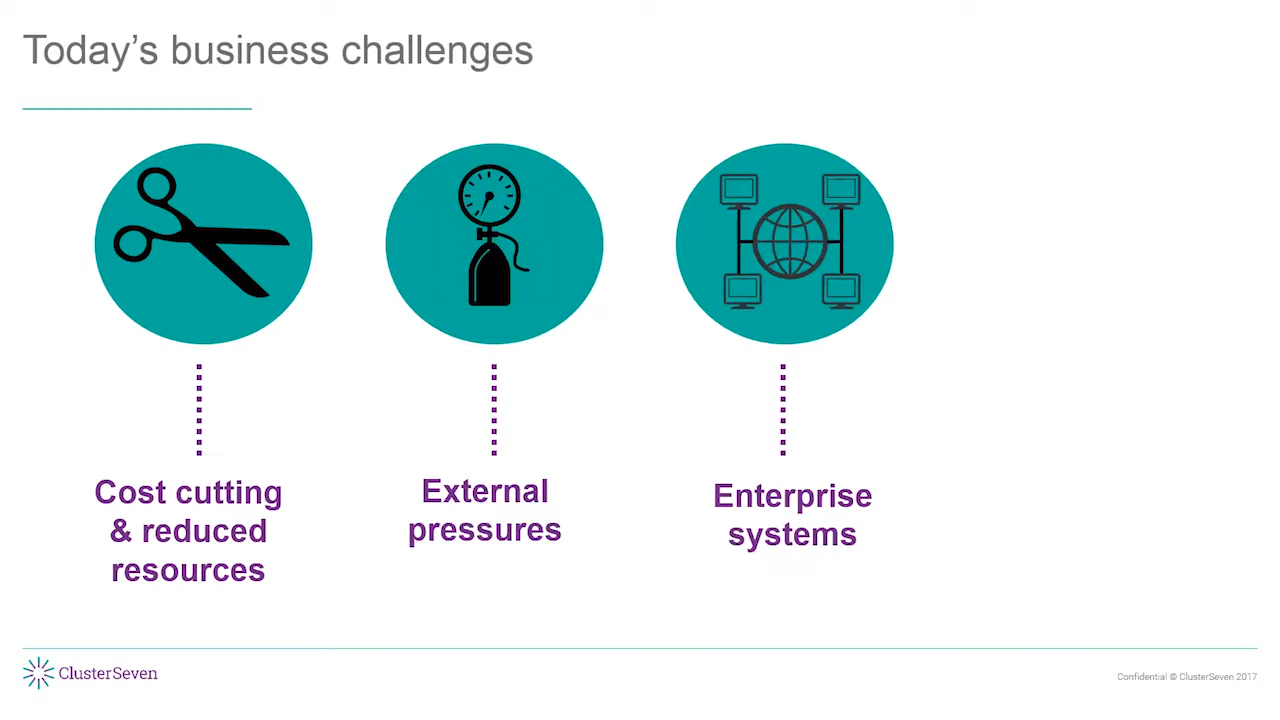 Today’s business challenges
Cost cutting
& reduced
resources
External
pressures
Enterprise
systems
ClusterSeven
Confidential © ClusterSeven 2017